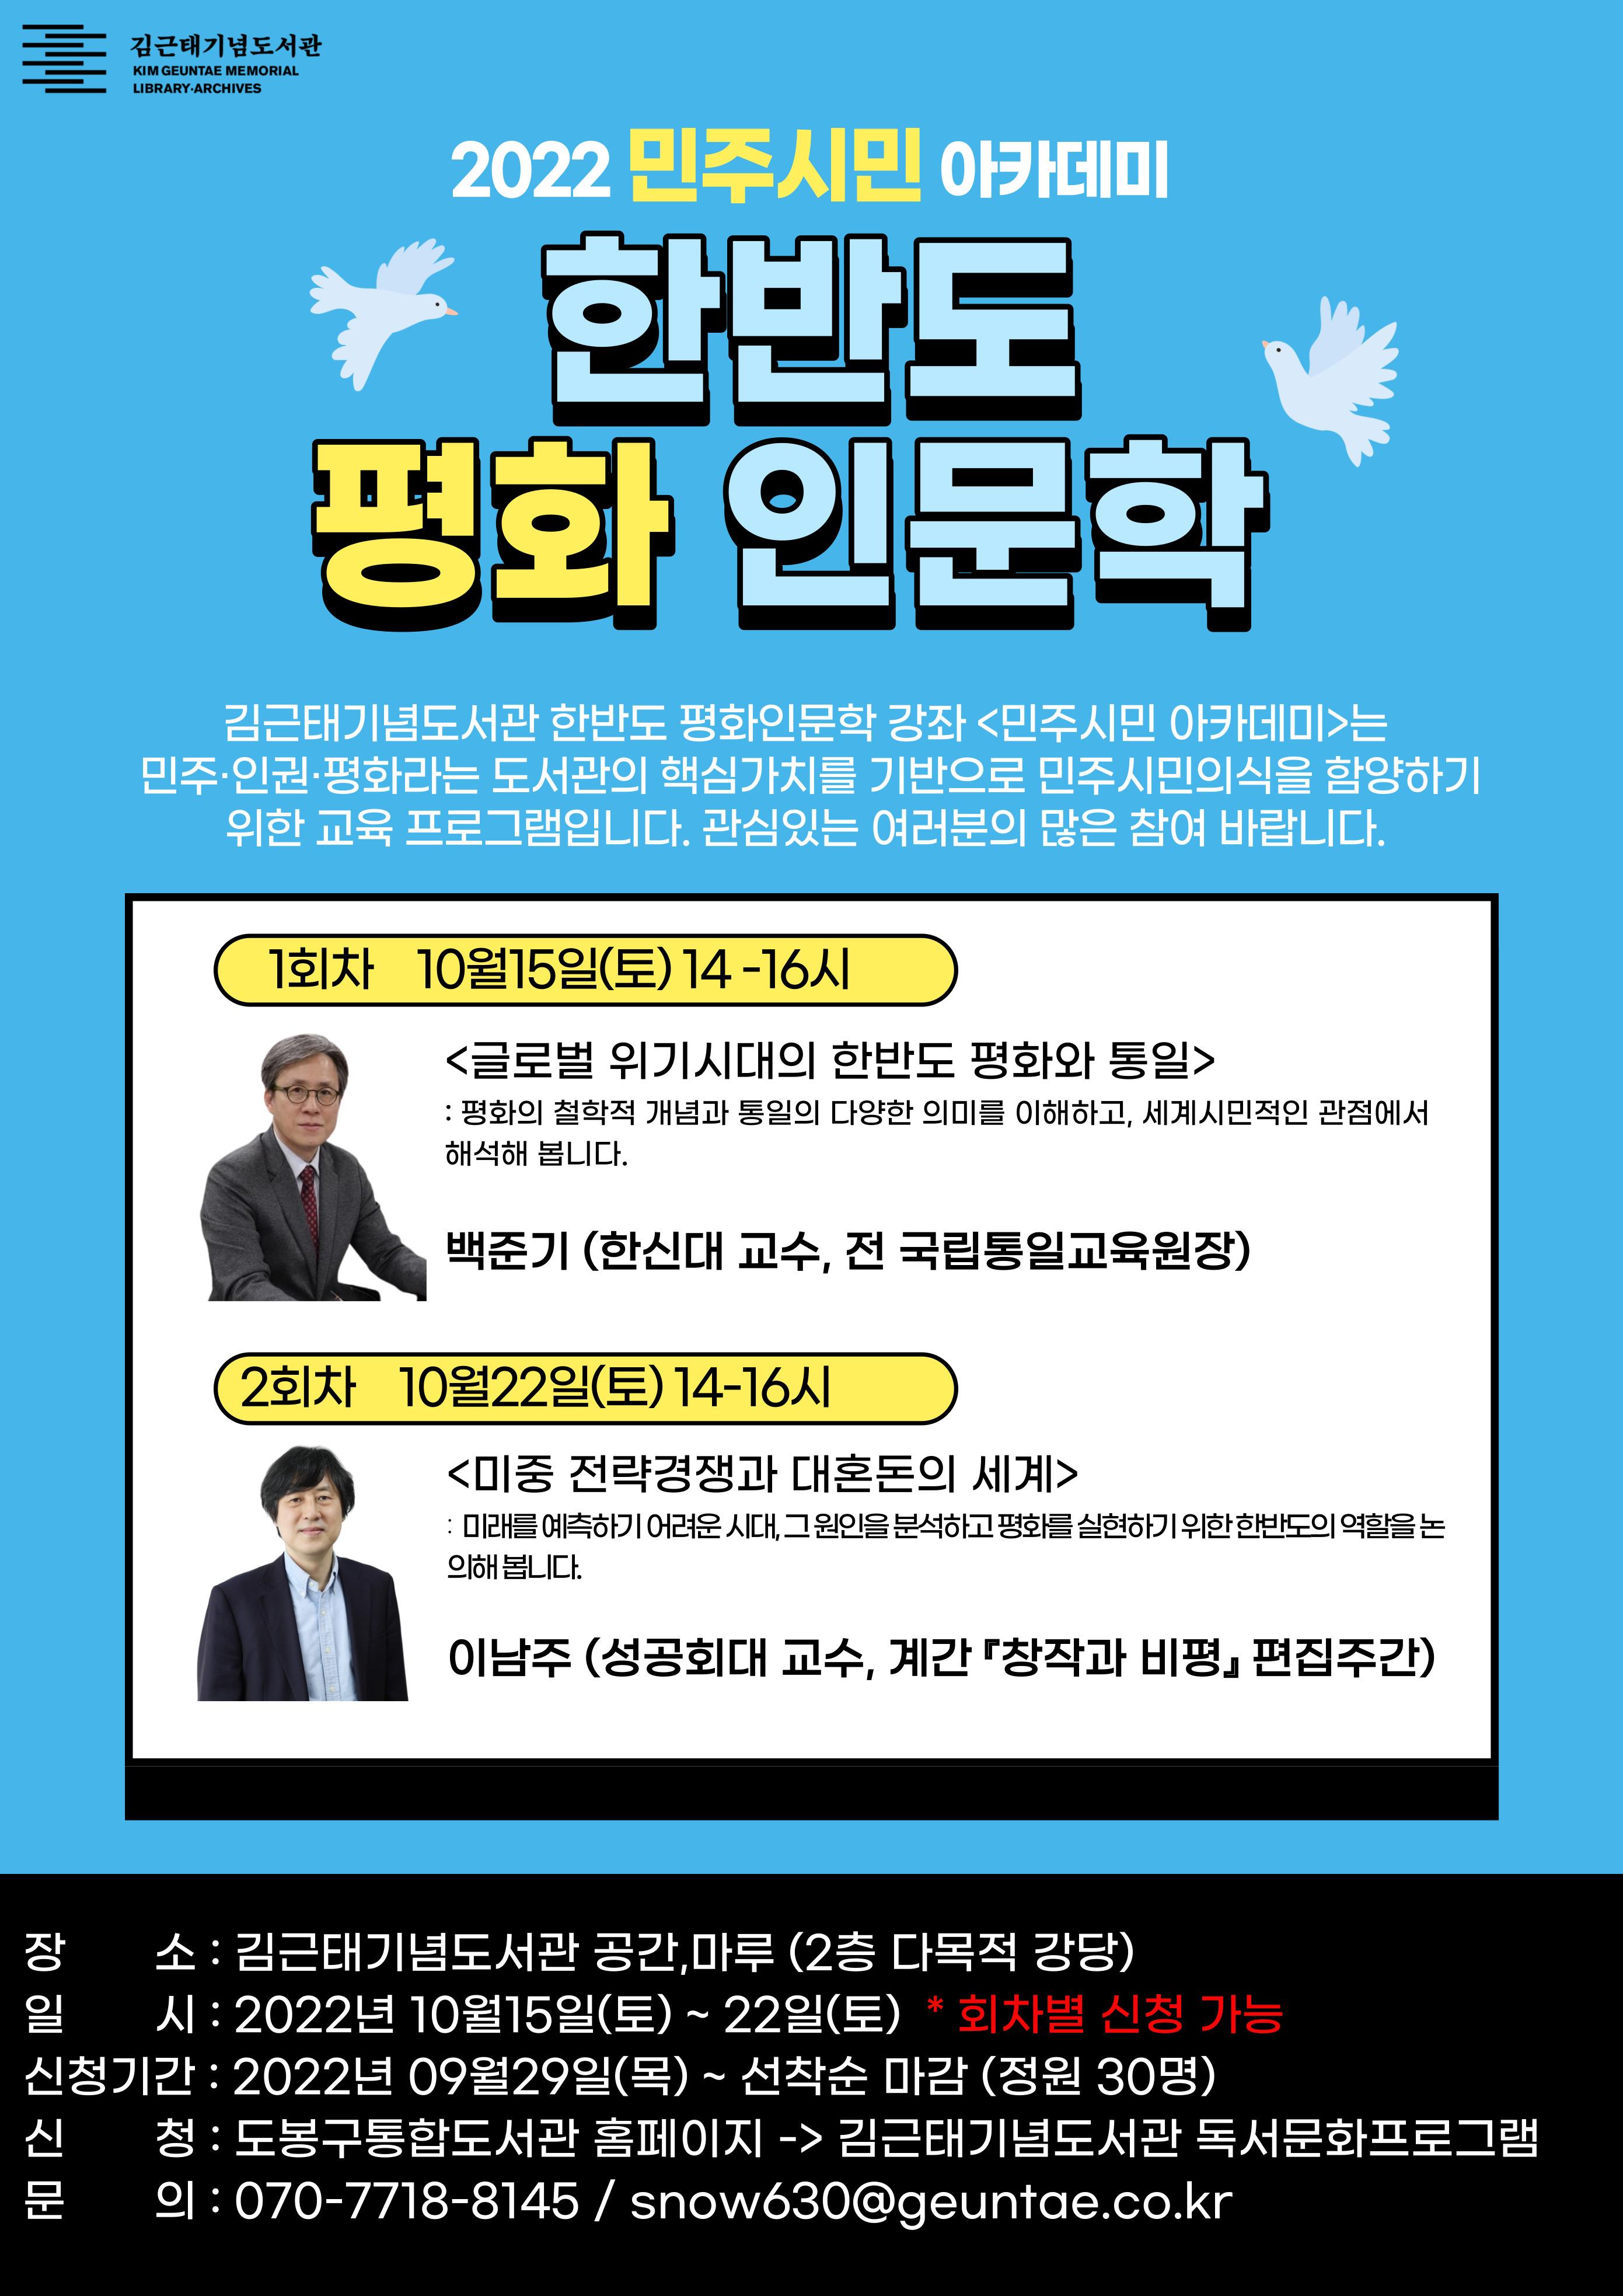 김근태기념도서관
KIM GEUNTAE MEMORIAL
LIBRARY·ARCHIVES
2022 민주시민 아카데미
한반도
평화 인문학
김근태기념도서관 한반도 평화인문학 강좌 <민주시민 아카데미>는
민주·인권·평화라는 도서관의 핵심가치를 기반으로 민주시민의식을 함양하기
위한 교육 프로그램입니다. 관심있는 여러분의 많은 참여 바랍니다.
1회차 10월15일(토) 14 -16시
<글로벌 위기시대의 한반도 평화와 통일>
: 평화의 철학적 개념과 통일의 다양한 의미를 이해하고, 세계시민적인 관점에서
해석해 봅니다.
백준기 (한신대 교수, 전 국립통일교육원장)
2회차 10월22일(토) 14-16시
<미중 전략경쟁과 대혼돈의 세계>
: 미래를 예측하기 어려운 시대, 그 원인을 분석하고 평화를 실현하기 위한 한반도의 역할을 논
의해 봅니다.
이남주 (성공회대 교수, 계간 『창작과 비평』 편집주간)
장 소 : 김근태기념도서관 공간,마루 (2층 다목적 강당)
일 시 : 2022년 10월15일(토) ~ 22일(토) * 회차별 신청 가능
신청기간 : 2022년 09월29일(목) ~ 선착순 마감 (정원 30명)
신 청 : 도봉구통합도서관 홈페이지 -> 김근태기념도서관 독서문화프로그램
문 의 : 070-7718-8145 / snow630@geuntae.co.kr